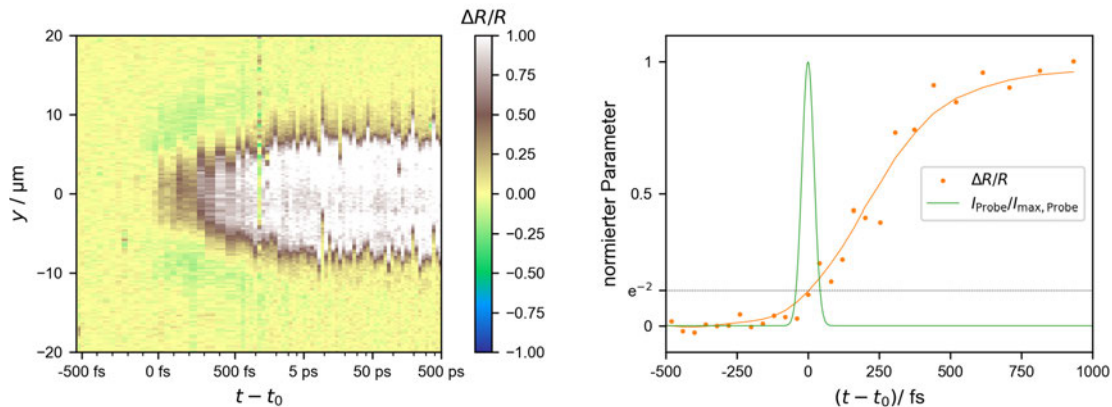 ΔR/R
20
10
0
−10
−20
y / µm
-500 fs
0 fs
500 fs
5 ps
50 ps
500 ps
t − t₀
1.00
0.75
0.50
0.25
0.00
−0.25
−0.50
−0.75
−1.00
normierter Parameter
1
0.5
e⁻²
0
ΔR/R
I_Probe/I_max, Probe
-500
-250
0
250
500
750
1000
(t − t₀)/ fs